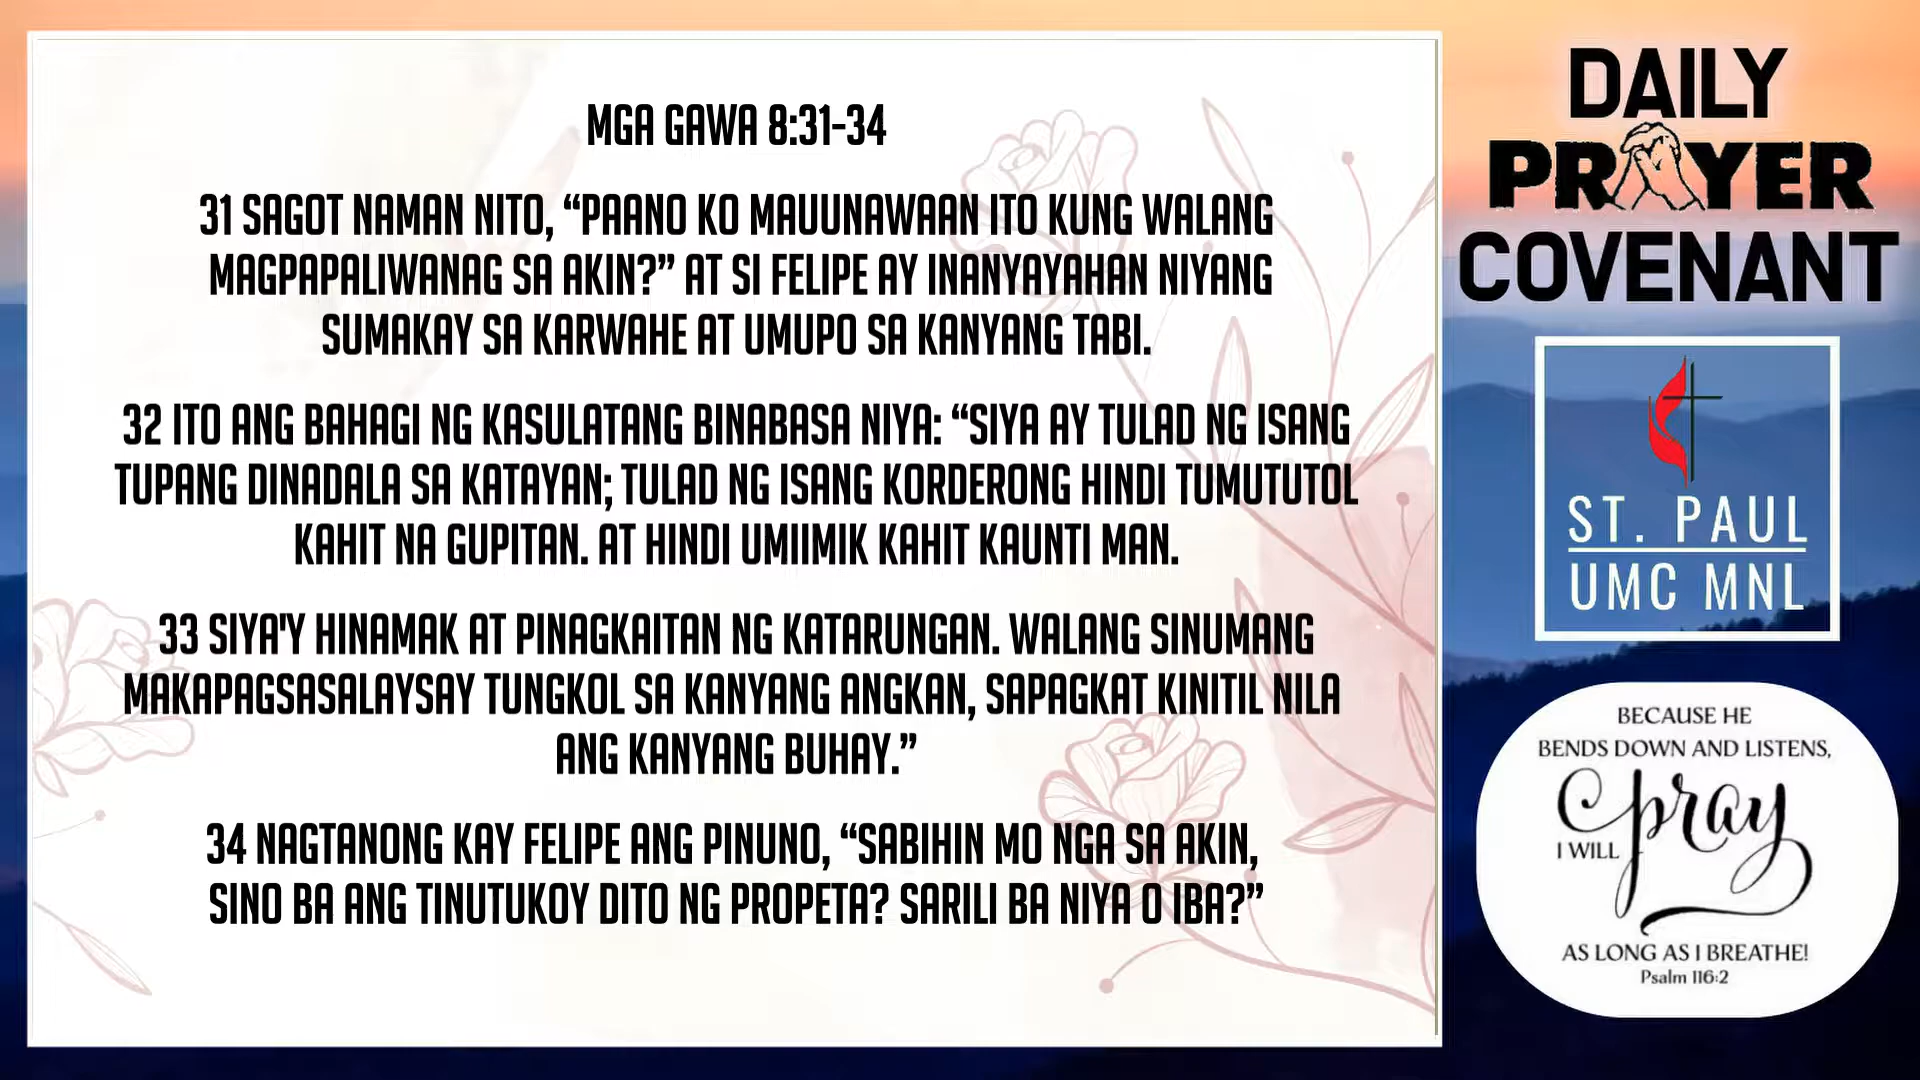 MGA GAWA 8:31-34
31 SAGOT NAMAN NITO, “PAANO KO MAUUNAWAAN ITO KUNG WALANG
MAGPAPALIWANAG SA AKIN?” AT SI FELIPE AY INANYAYAHAN NIYANG
SUMAKAY SA KARWAHE AT UMUPO SA KANYANG TABI.
32 ITO ANG BAHAGI NG KASULATANG BINABASA NIYA: “SIYA AY TULAD NG ISANG
TUPANG DINADALA SA KATAYAN; TULAD NG ISANG KORDERONG HINDI TUMUTUTOL
KAHIT NA GUPITAN. AT HINDI UMIIMIK KAHIT KAUNTI MAN.
33 SIYA'Y HINAMAK AT PINAGKAITAN NG KATARUNGAN. WALANG SINUMANG
MAKAPAGSASALAYSAY TUNGKOL SA KANYANG ANGKAN, SAPAGKAT KINITIL NILA
ANG KANYANG BUHAY.”
34 NAGTANONG KAY FELIPE ANG PINUNO, “SABIHIN MO NGA SA AKIN,
SINO BA ANG TINUTUKOY DITO NG PROPETA? SARILI BA NIYA O IBA?”
DAILY
PRAYER
COVENANT
ST. PAUL
UMC MNL
BECAUSE HE
BENDS DOWN AND LISTENS,
I WILL pray
AS LONG AS I BREATHE!
Psalm 116:2